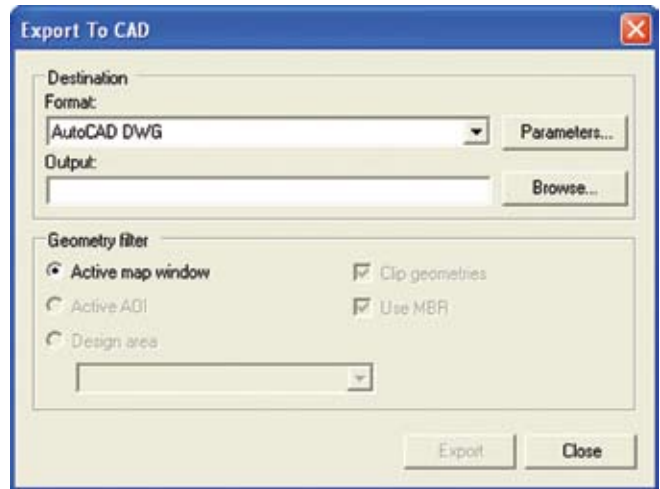 Export To CAD
Destination
Format:
AutoCAD DWG
Parameters...
Output:
Browse...
Geometry filter
Active map window
Clip geometries
Active AOI
Use MBR
Design area
Export
Close